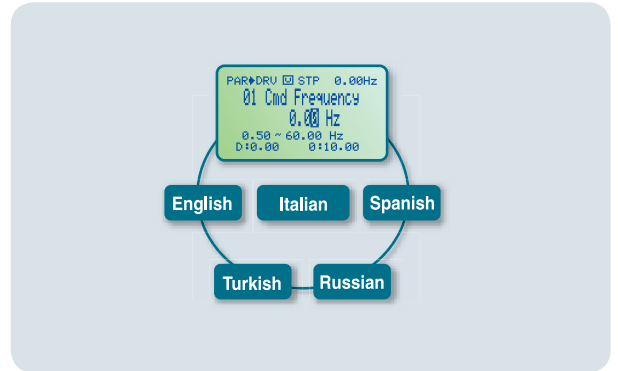 PAR DRV U STP 0.00Hz
01 Cmd Frequency
0.00 Hz
0.50 ~ 60.00 Hz
D:0.00 0:10.00
English Italian Spanish
Turkish Russian